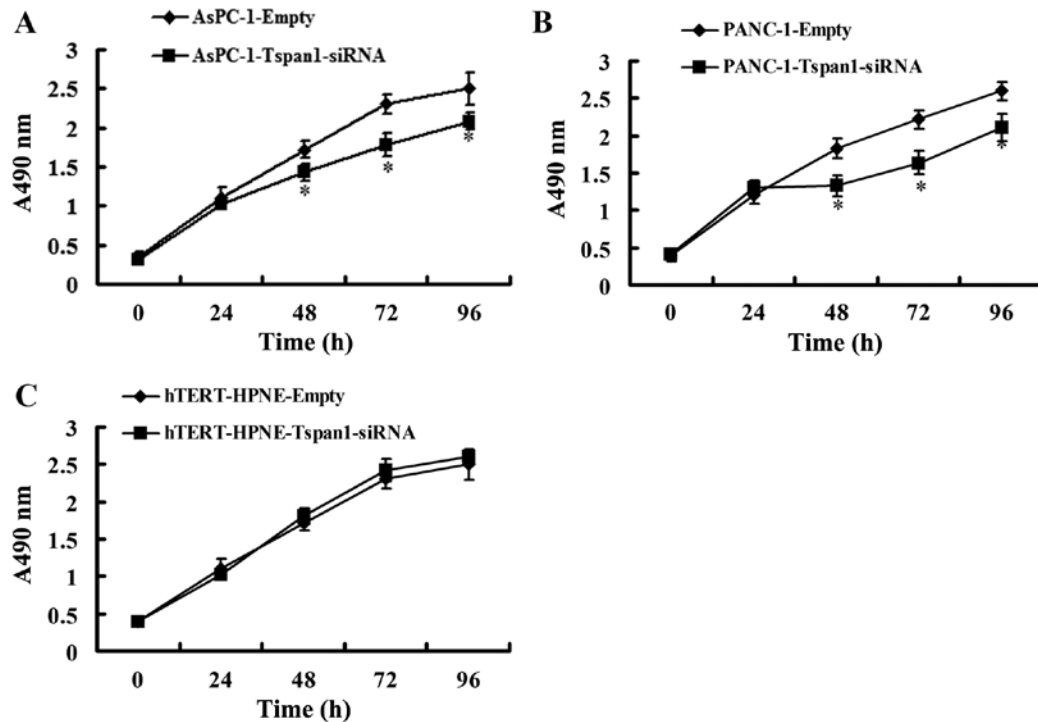 A
AsPC-1-Empty
AsPC-1-Tspan1-siRNA
3
2.5
2
1.5
1
0.5
0
A490 nm
*
*
*
0 24 48 72 96
Time (h)
B
PANC-1-Empty
PANC-1-Tspan1-siRNA
3
2.5
2
1.5
1
0.5
0
A490 nm
*
*
*
0 24 48 72 96
Time (h)
C
hTERT-HPNE-Empty
hTERT-HPNE-Tspan1-siRNA
3
2.5
2
1.5
1
0.5
0
A490 nm
0 24 48 72 96
Time (h)